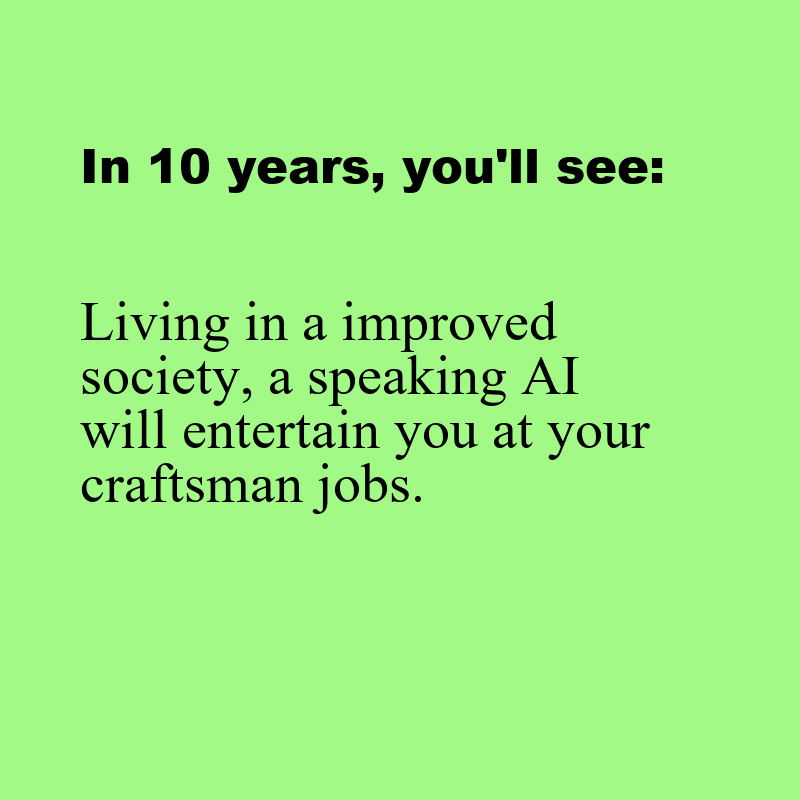 In 10 years, you'll see:
Living in a improved
society, a speaking AI
will entertain you at your
craftsman jobs.